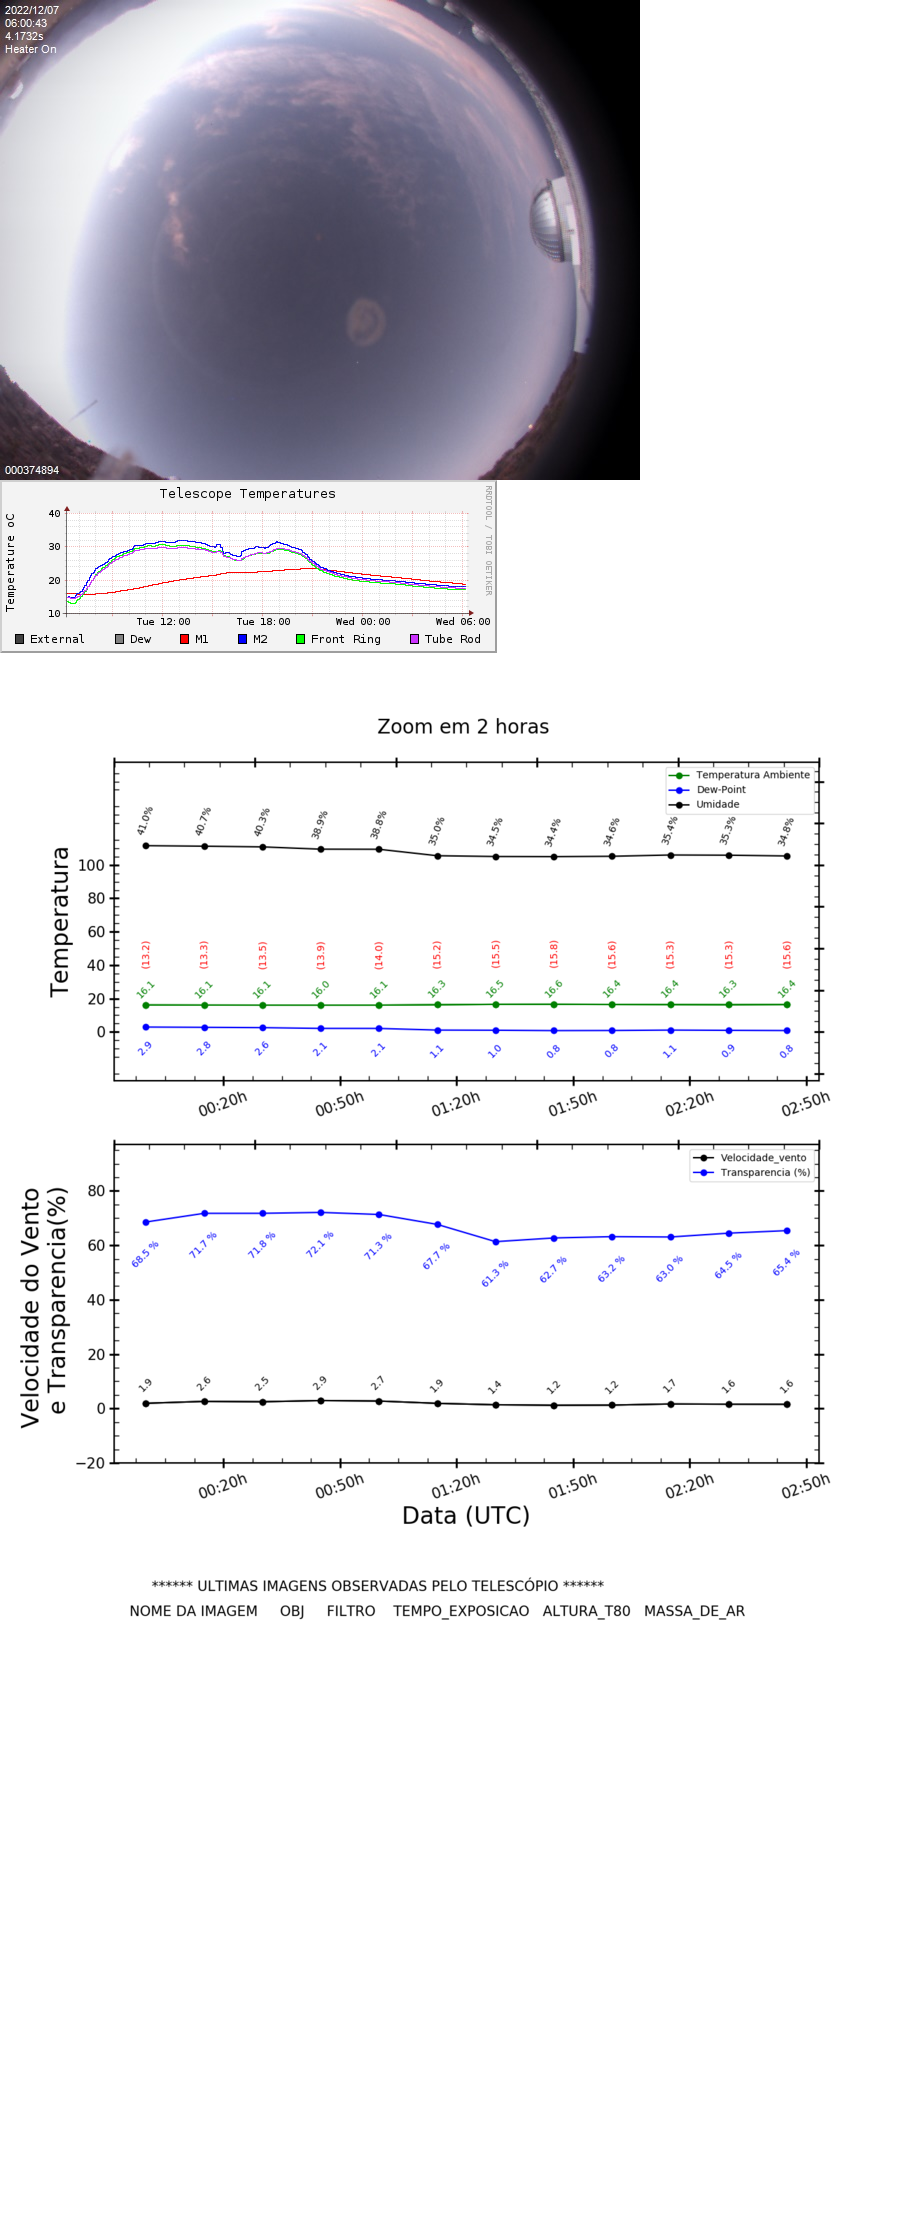 2022/12/07
06:00:43
4.1732s
Heater On
000374894
Telescope Temperatures
RRDTOOL / TOBI OETIKER
Temperature oC
40
30
20
10
Tue 12:00 Tue 18:00 Wed 00:00 Wed 06:00
External Dew M1 M2 Front Ring Tube Rod
Zoom em 2 horas
Temperatura Ambiente
Dew-Point
Umidade
Temperatura
100
80
60
40
20
0
41.0% 40.7% 40.3% 38.9% 38.8% 35.0% 34.5% 34.4% 34.6% 35.4% 35.3% 34.8%
(13.2) (13.3) (13.5) (13.9) (14.0) (15.2) (15.5) (15.8) (15.6) (15.3) (15.3) (15.6)
16.1 16.1 16.1 16.0 16.1 16.3 16.5 16.6 16.4 16.4 16.3 16.4
2.9 2.8 2.6 2.1 2.1 1.1 1.0 0.8 0.8 1.1 0.9 0.8
00:20h 00:50h 01:20h 01:50h 02:20h 02:50h
Velocidade_vento
Transparencia (%)
Velocidade do Vento
e Transparencia(%)
80
60
40
20
0
−20
68.5 % 71.7 % 71.8 % 72.1 % 71.3 % 67.7 % 61.3 % 62.7 % 63.2 % 63.0 % 64.5 % 65.4 %
1.9 2.6 2.5 2.9 2.7 1.9 1.4 1.2 1.2 1.7 1.6 1.6
00:20h 00:50h 01:20h 01:50h 02:20h 02:50h
Data (UTC)
****** ULTIMAS IMAGENS OBSERVADAS PELO TELESCÓPIO ******
NOME DA IMAGEM OBJ FILTRO TEMPO_EXPOSICAO ALTURA_T80 MASSA_DE_AR